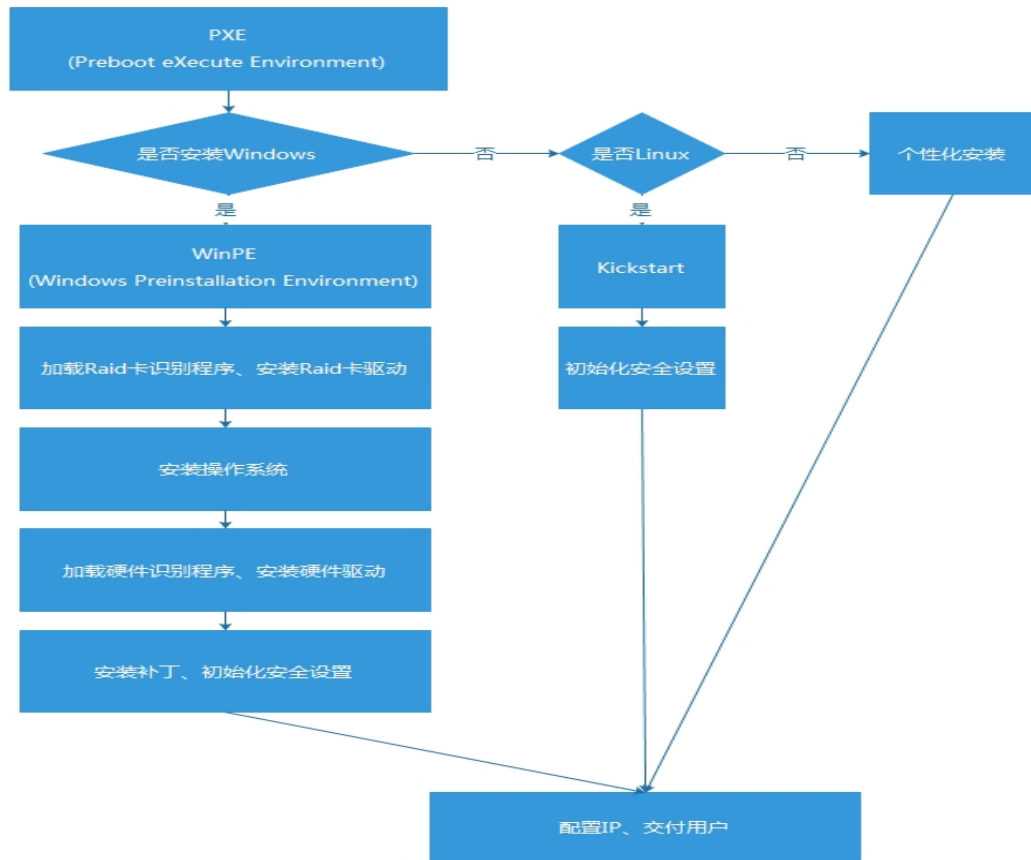 PXE
(Preboot eXecute Environment)
是否安装Windows
否
是否Linux
否
个性化安装
是
是
WinPE
(Windows Preinstallation Environment)
Kickstart
加载Raid卡识别程序、安装Raid卡驱动
初始化安全设置
安装操作系统
加载硬件识别程序、安装硬件驱动
安装补丁、初始化安全设置
配置IP、交付用户